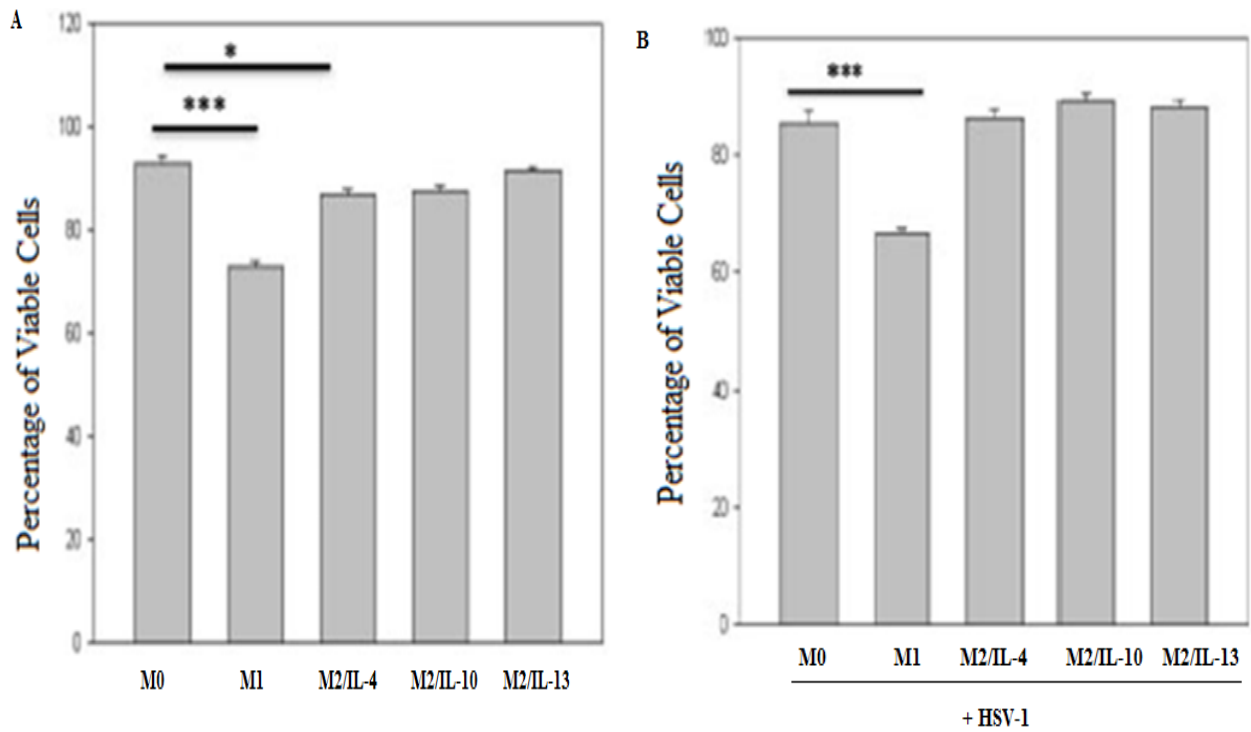 A
Percentage of Viable Cells
120
100
80
60
40
20
0
*
***
M0 M1 M2/IL-4 M2/IL-10 M2/IL-13
B
Percentage of Viable Cells
100
80
60
40
20
0
***
M0 M1 M2/IL-4 M2/IL-10 M2/IL-13
+ HSV-1